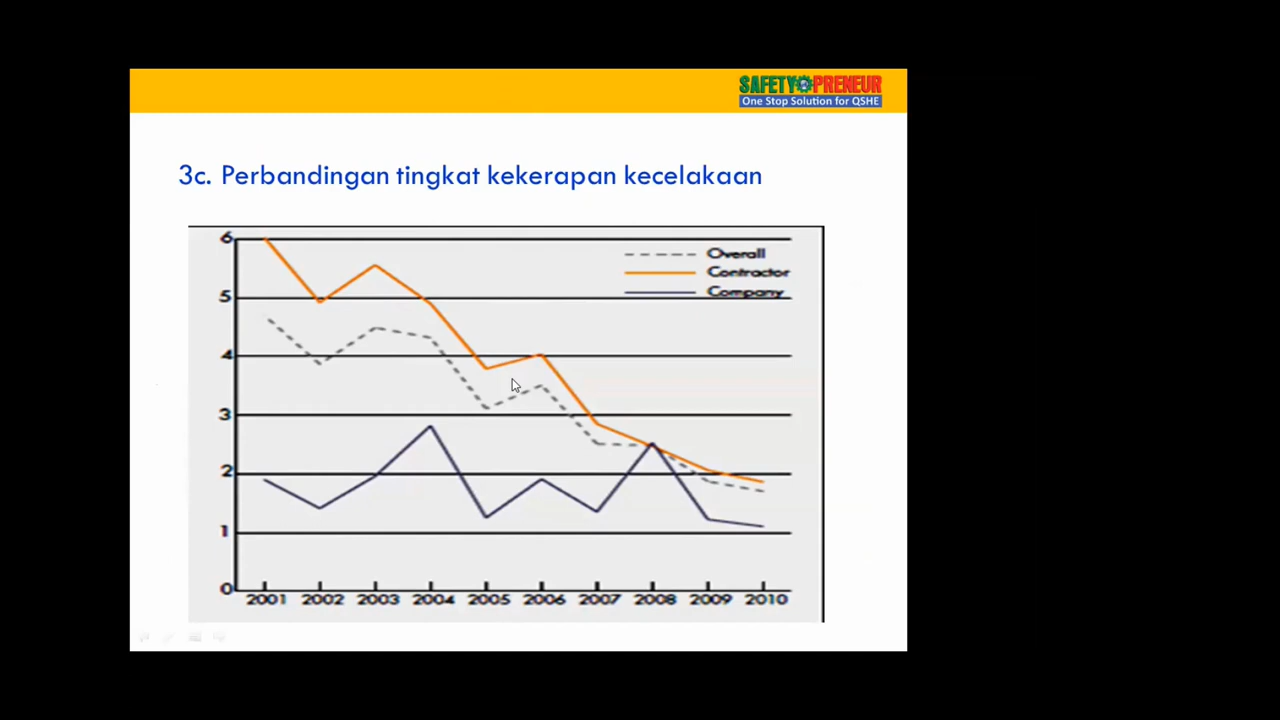 SAFETYPRENEUR
One Stop Solution for QSHE
3c. Perbandingan tingkat kekerapan kecelakaan
6
5
4
3
2
1
0
Overall
Contractor
Company
2001 2002 2003 2004 2005 2006 2007 2008 2009 2010